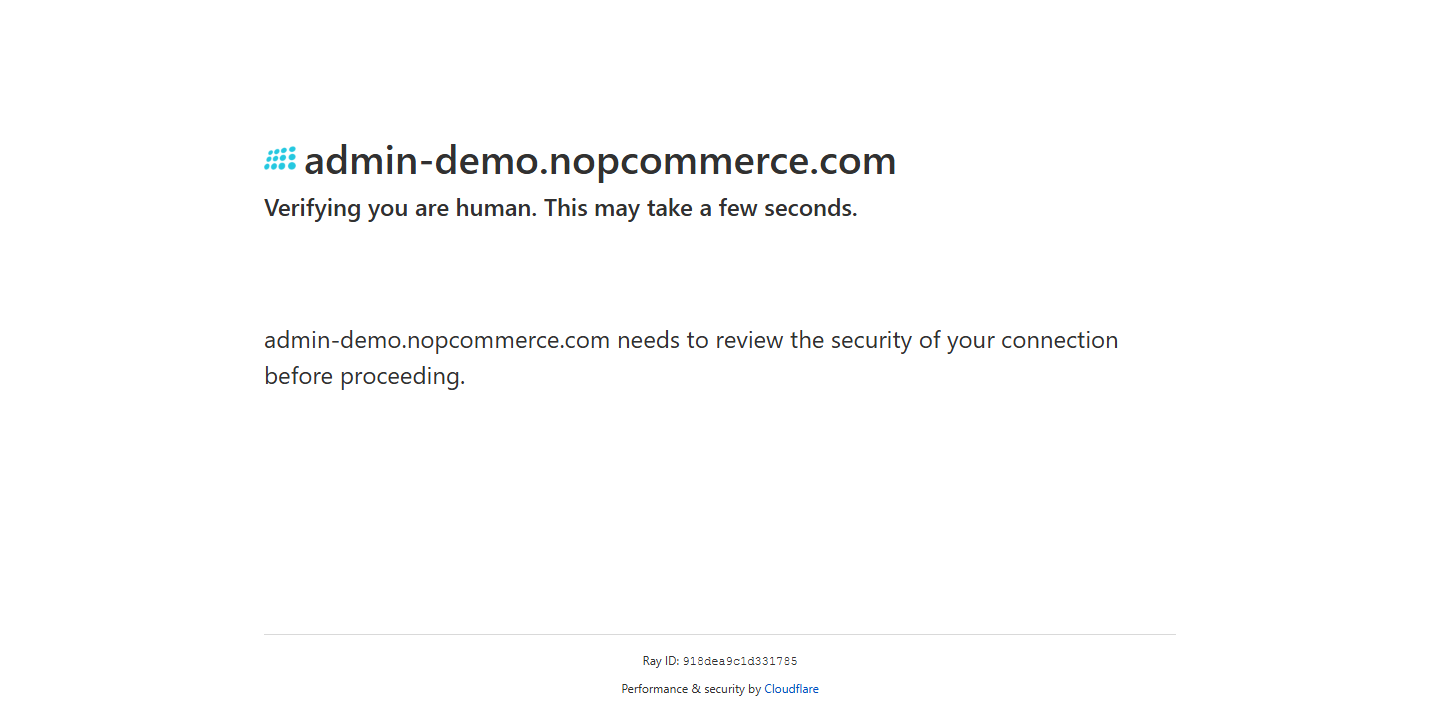 admin-demo.nopcommerce.com
Verifying you are human. This may take a few seconds.
admin-demo.nopcommerce.com needs to review the security of your connection
before proceeding.
Ray ID: 918dea9c1d331785
Performance & security by Cloudflare